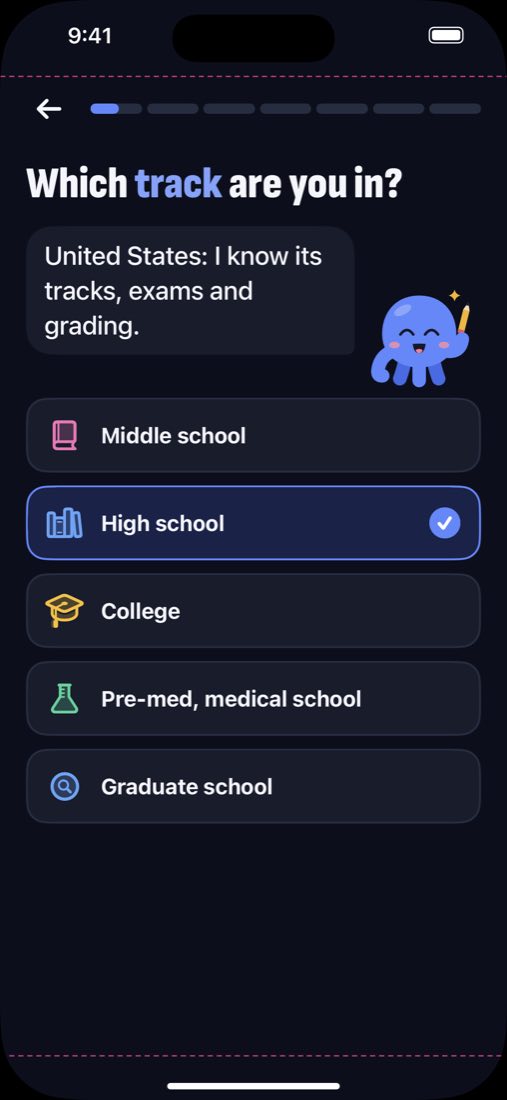 9:41
Which track are you in?
United States: I know its
tracks, exams and
grading.
Middle school
High school
College
Pre-med, medical school
Graduate school